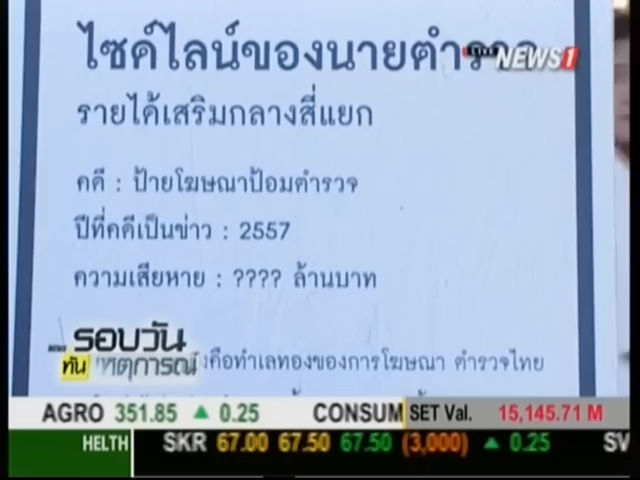 ไซค์ไลน์ของนายตำรวจ
NEWS1
รายได้เสริมกลางสี่แยก
คดี : ป้ายโฆษณาป้อมตำรวจ
ปีที่คดีเป็นข่าว : 2557
ความเสียหาย : ???? ล้านบาท
รอบวัน
ทันเหตุการณ์
งคือทำเลทองของการโฆษณา ตำรวจไทย
AGRO 351.85 ▲ 0.25 CONSUM SET Val. 15,145.71 M
HELTH SKR 67.00 67.50 67.50 (3,000) ▲ 0.25 SV